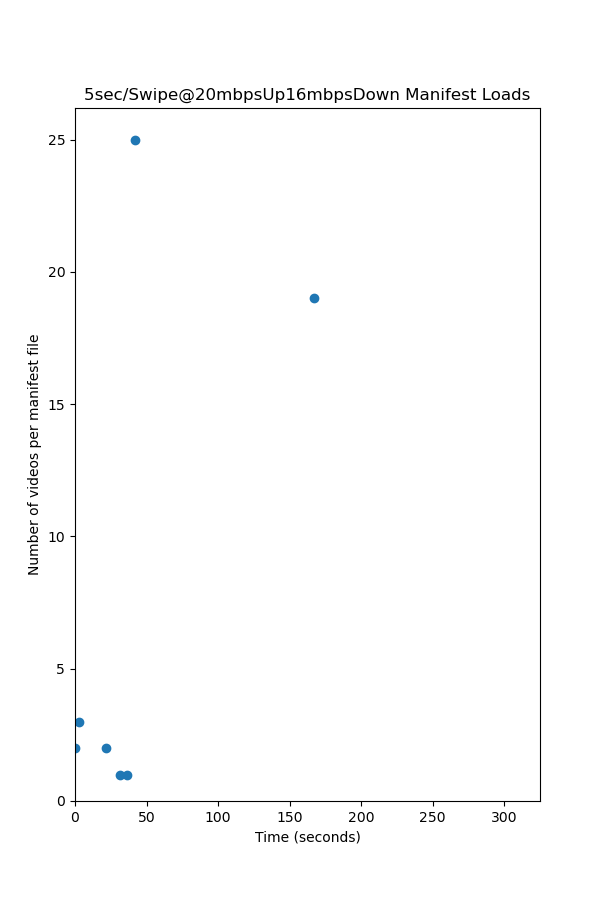 5sec/Swipe@20mbpsUp16mbpsDown Manifest Loads
25
20
15
10
5
0
Number of videos per manifest file
0 50 100 150 200 250 300
Time (seconds)